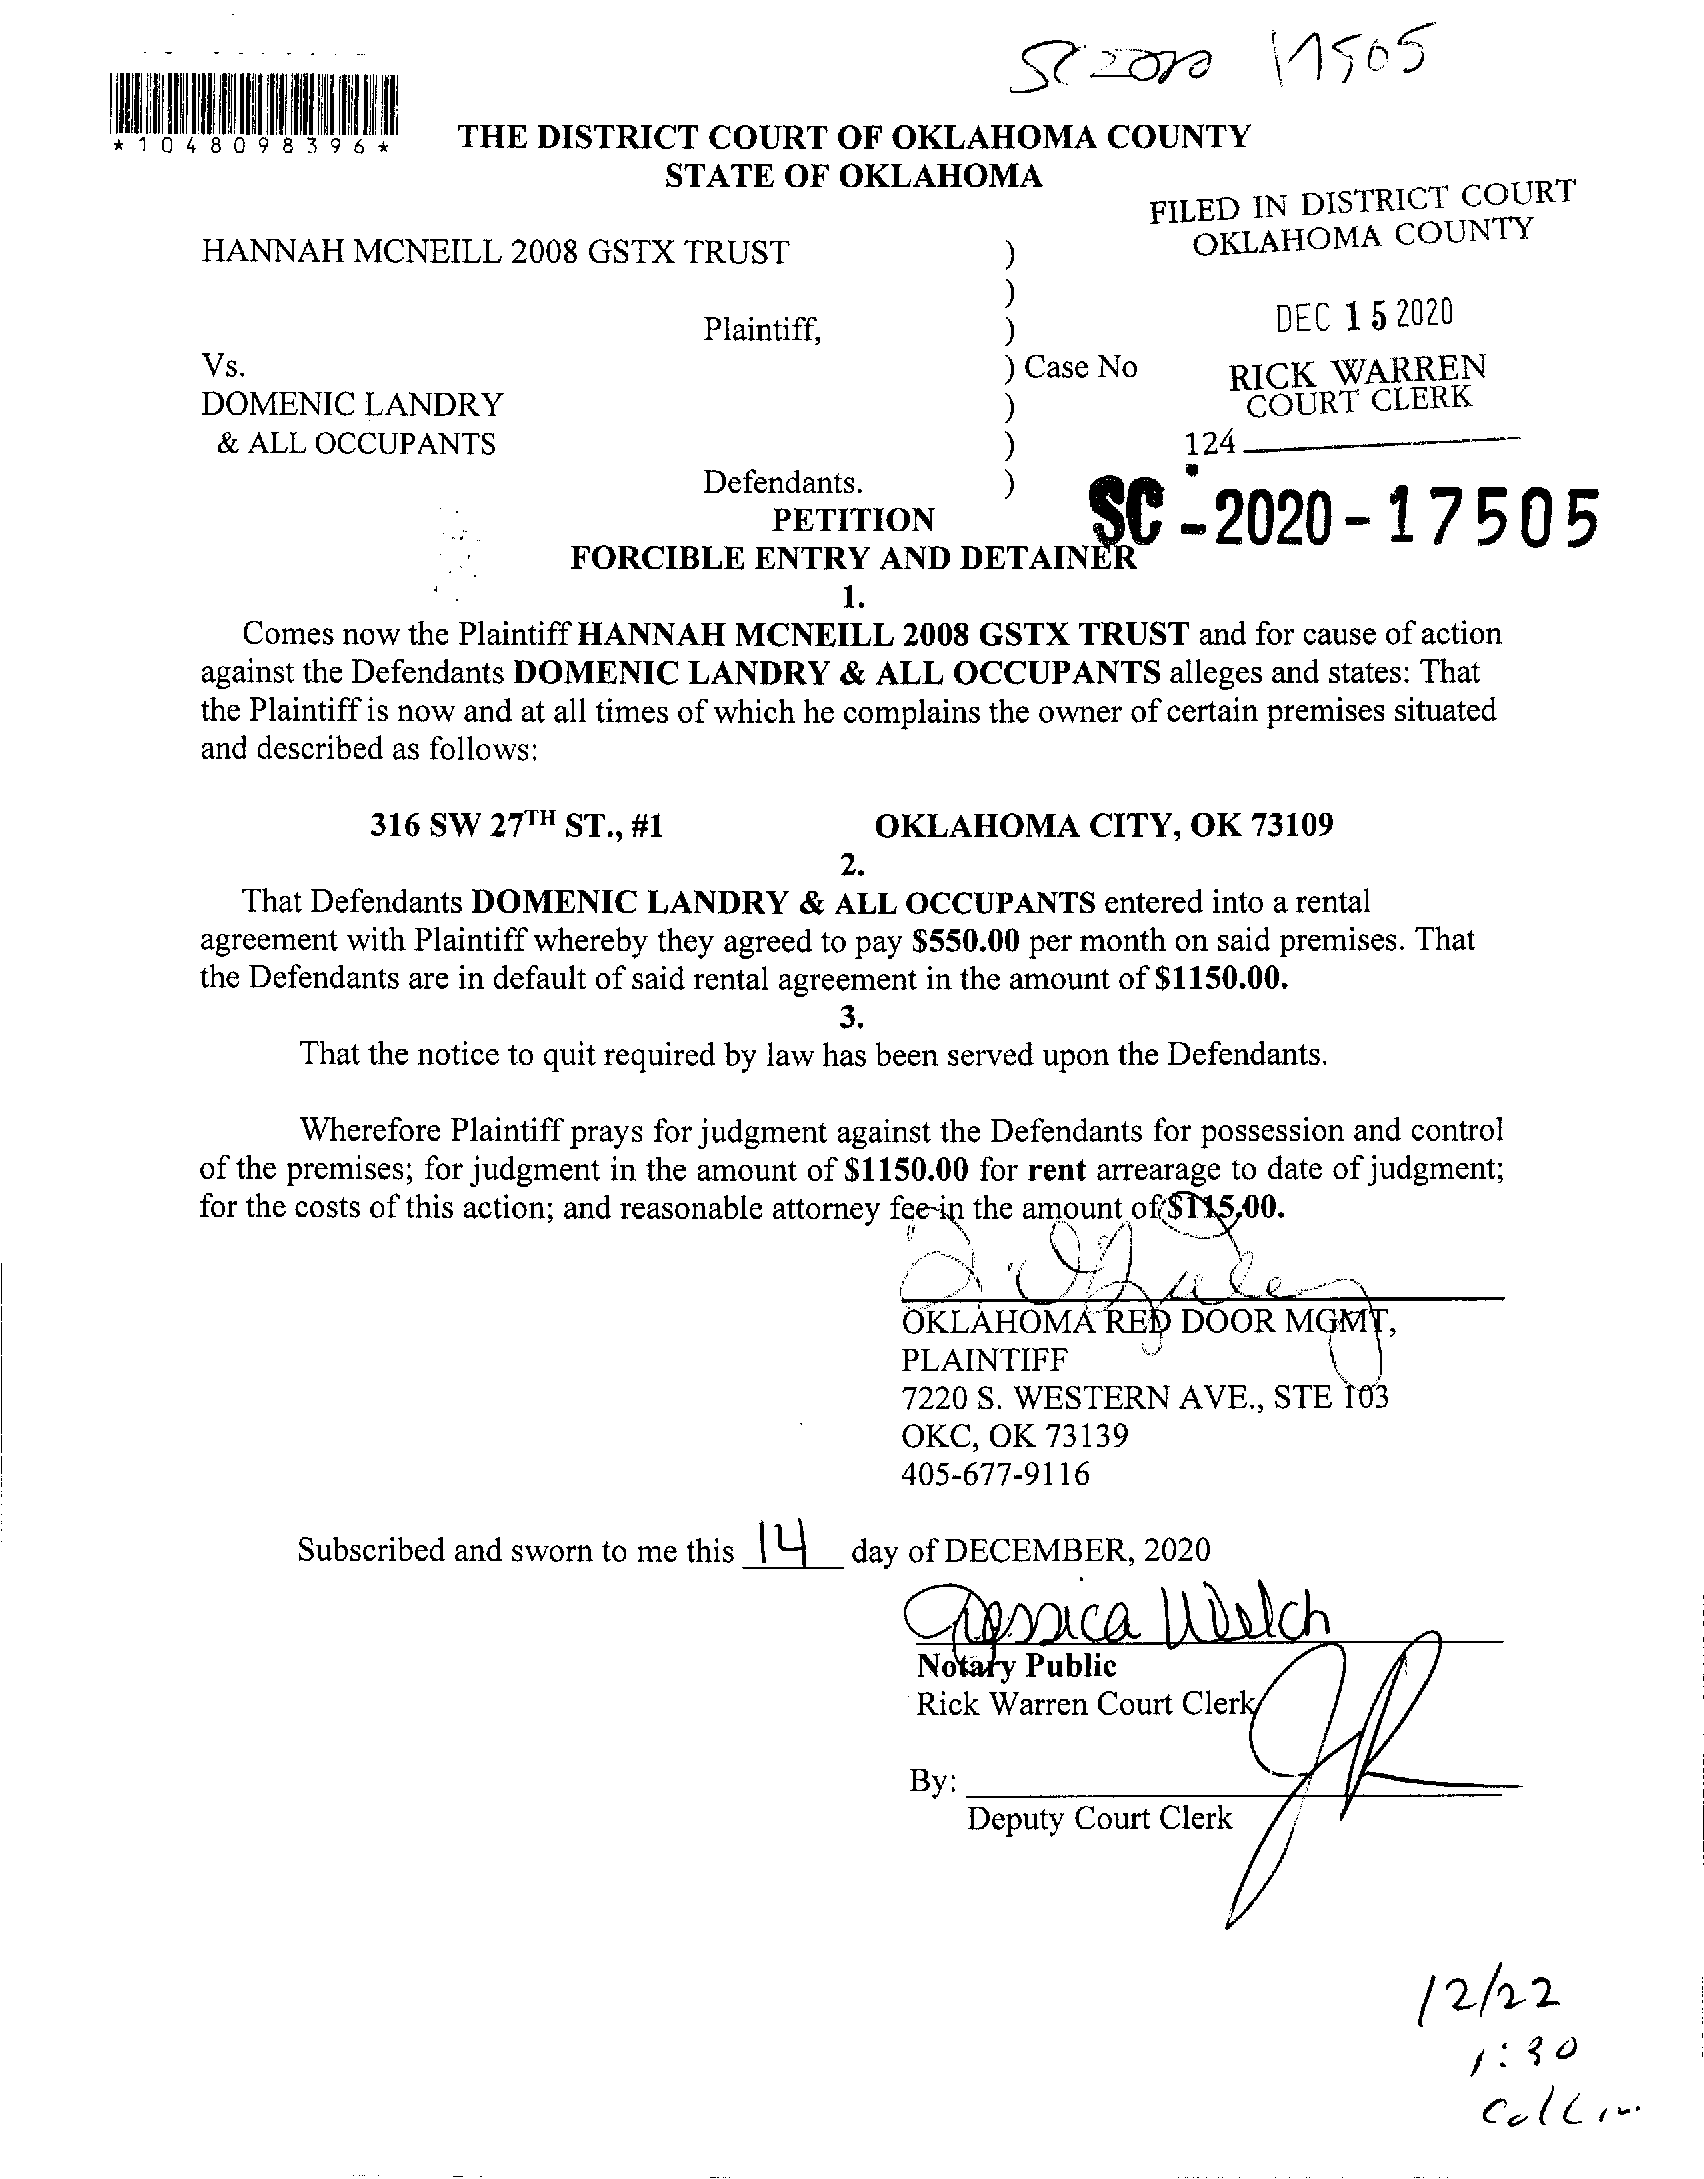 SC 2020 17505
*1048098396*
THE DISTRICT COURT OF OKLAHOMA COUNTY
STATE OF OKLAHOMA
FILED IN DISTRICT COURT
OKLAHOMA COUNTY
HANNAH MCNEILL 2008 GSTX TRUST )
)
DEC 15 2020
Plaintiff, )
Vs. ) Case No
RICK WARREN
COURT CLERK
DOMENIC LANDRY )
& ALL OCCUPANTS )
124
Defendants. )
SC-2020-17505
PETITION
FORCIBLE ENTRY AND DETAINER
1.
Comes now the Plaintiff HANNAH MCNEILL 2008 GSTX TRUST and for cause of action
against the Defendants DOMENIC LANDRY & ALL OCCUPANTS alleges and states: That
the Plaintiff is now and at all times of which he complains the owner of certain premises situated
and described as follows:
316 SW 27TH ST., #1 OKLAHOMA CITY, OK 73109
2.
That Defendants DOMENIC LANDRY & ALL OCCUPANTS entered into a rental
agreement with Plaintiff whereby they agreed to pay $550.00 per month on said premises. That
the Defendants are in default of said rental agreement in the amount of $1150.00.
3.
That the notice to quit required by law has been served upon the Defendants.
Wherefore Plaintiff prays for judgment against the Defendants for possession and control
of the premises; for judgment in the amount of $1150.00 for rent arrearage to date of judgment;
for the costs of this action; and reasonable attorney fee in the amount of $115.00.
OKLAHOMA RED DOOR MGMT,
PLAINTIFF
7220 S. WESTERN AVE., STE 103
OKC, OK 73139
405-677-9116
Subscribed and sworn to me this 14 day of DECEMBER, 2020
Jessica Welch
Notary Public
Rick Warren Court Clerk
By:
Deputy Court Clerk
12/22
1:30